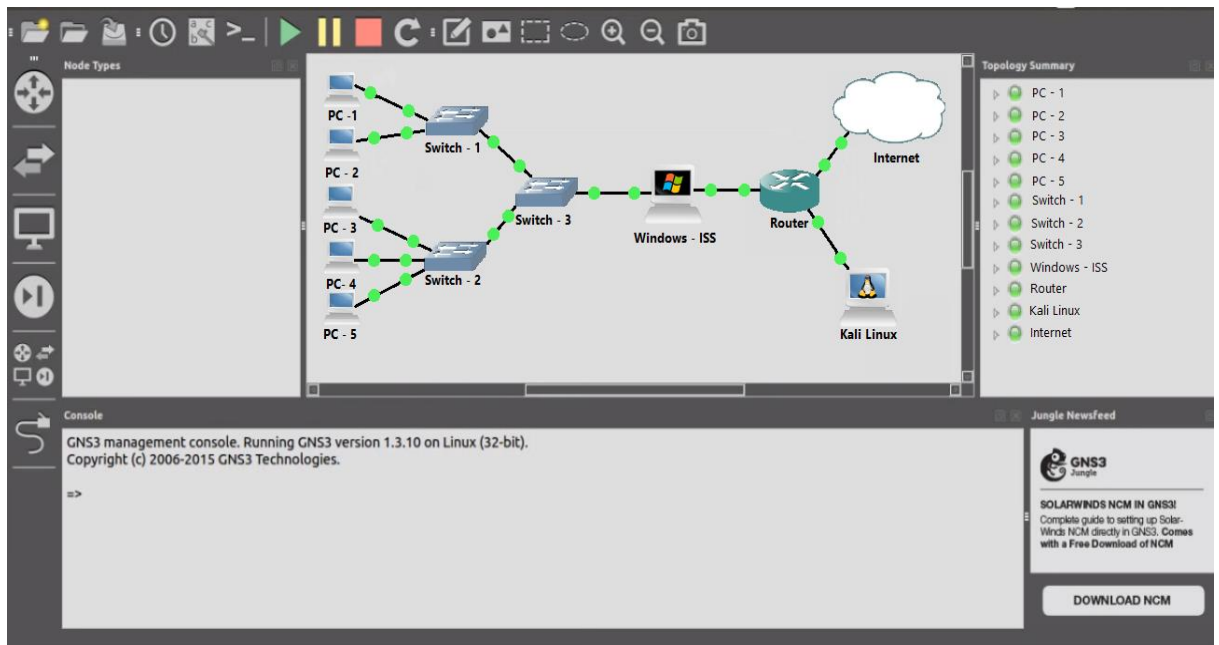 Node Types
PC -1
PC - 2
PC - 3
PC- 4
PC - 5
Switch - 1
Switch - 2
Switch - 3
Windows - ISS
Router
Internet
Kali Linux
Topology Summary
PC - 1
PC - 2
PC - 3
PC - 4
PC - 5
Switch - 1
Switch - 2
Switch - 3
Windows - ISS
Router
Kali Linux
Internet
Console
GNS3 management console. Running GNS3 version 1.3.10 on Linux (32-bit).
Copyright (c) 2006-2015 GNS3 Technologies.
=>
Jungle Newsfeed
GNS3
Jungle
SOLARWINDS NCM IN GNS3!
Complete guide to setting up Solar-
Winds NCM directly in GNS3. Comes
with a Free Download of NCM
DOWNLOAD NCM